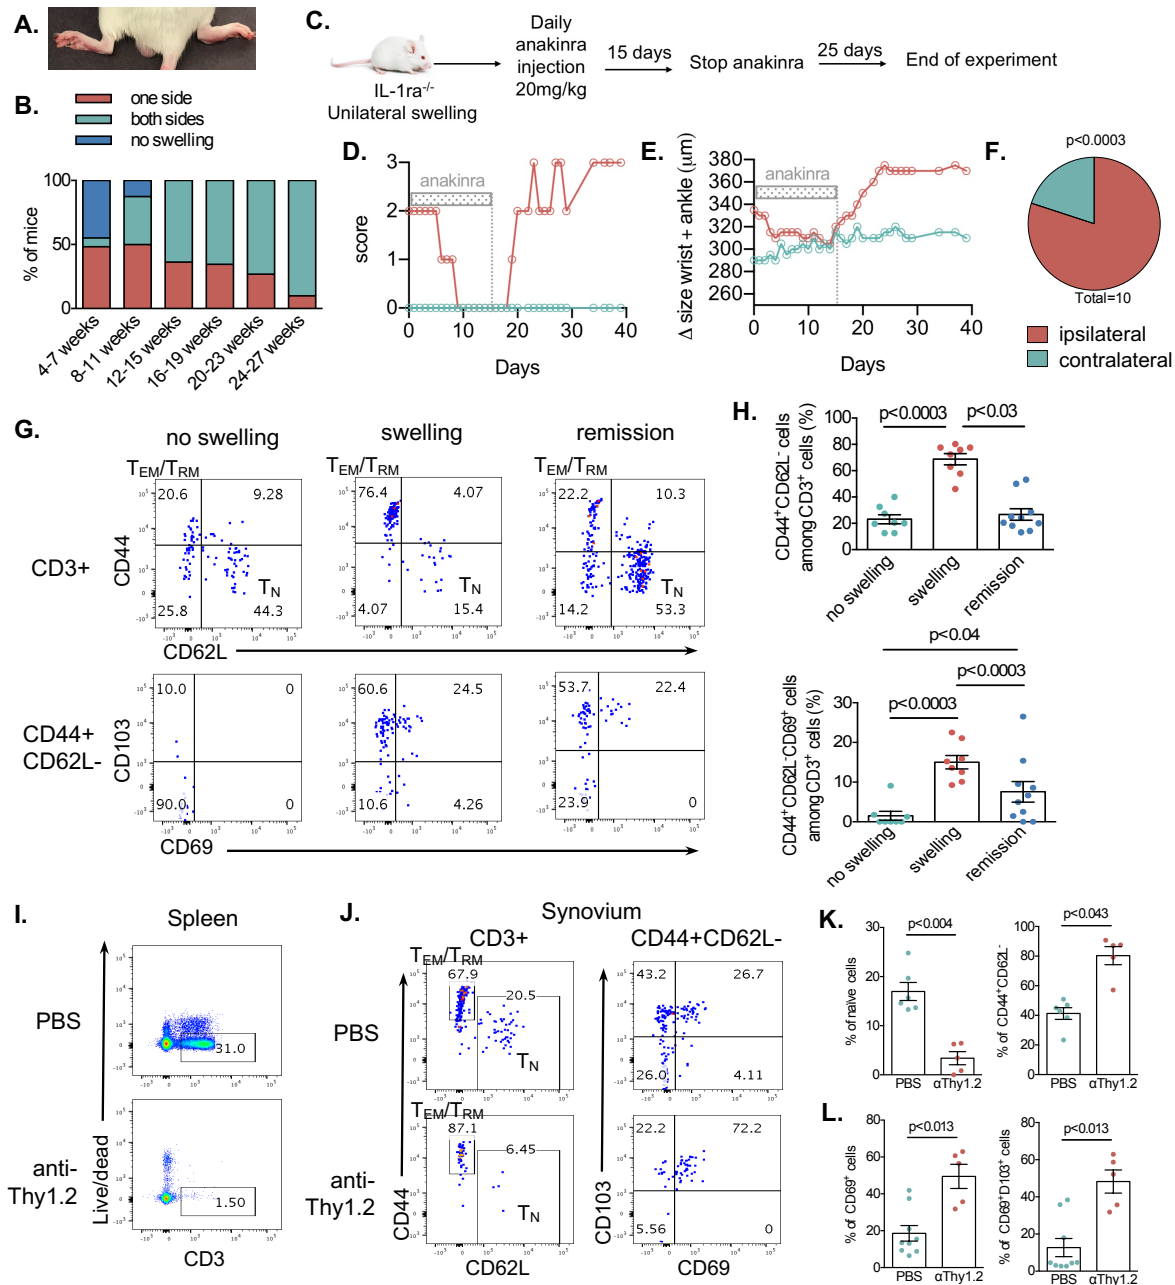 A.
B.
one side
both sides
no swelling
% of mice
100
50
0
4-7 weeks
8-11 weeks
12-15 weeks
16-19 weeks
20-23 weeks
24-27 weeks
C.
IL-1ra-/-
Unilateral swelling
Daily
anakinra
injection
20mg/kg
15 days
Stop anakinra
25 days
End of experiment
D.
anakinra
score
3
2
1
0
0 10 20 30 40
Days
E.
anakinra
Δ size wrist + ankle (μm)
380
360
340
320
300
280
260
0 10 20 30 40
Days
F.
p<0.0003
Total=10
ipsilateral
contralateral
G.
no swelling
swelling
remission
CD3+
TEM/TRM
20.6 9.28
25.8 44.3
TN
TEM/TRM
76.4 4.07
4.07 15.4
TN
TEM/TRM
22.2 10.3
14.2 53.3
TN
CD44
CD62L
CD44+
CD62L-
10.0 0
90.0 0
60.6 24.5
10.6 4.26
53.7 22.4
23.9 0
CD103
CD69
H.
CD44+CD62L- cells
among CD3+ cells (%)
100
80
60
40
20
0
p<0.0003
p<0.03
no swelling
swelling
remission
CD44+CD62L-CD69+ cells
among CD3+ cells (%)
30
20
10
0
p<0.04
p<0.0003
p<0.0003
no swelling
swelling
remission
I.
Spleen
PBS
31.0
anti-
Thy1.2
1.50
Live/dead
CD3
J.
Synovium
CD3+
CD44+CD62L-
PBS
TEM/TRM
67.9
20.5
TN
43.2 26.7
26.0 4.11
anti-
Thy1.2
TEM/TRM
87.1
6.45
TN
22.2 72.2
5.56 0
CD44
CD62L
CD103
CD69
K.
% of naïve cells
30
20
10
0
p<0.004
PBS αThy1.2
% of CD44+CD62L-
100
80
60
40
20
0
p<0.043
PBS αThy1.2
L.
% of CD69+ cells
80
60
40
20
0
p<0.013
PBS αThy1.2
% of CD69+D103+ cells
80
60
40
20
0
p<0.013
PBS αThy1.2